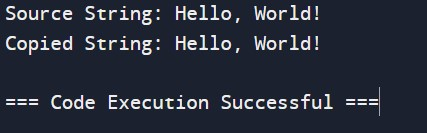 Source String: Hello, World!
Copied String: Hello, World!
=== Code Execution Successful ===